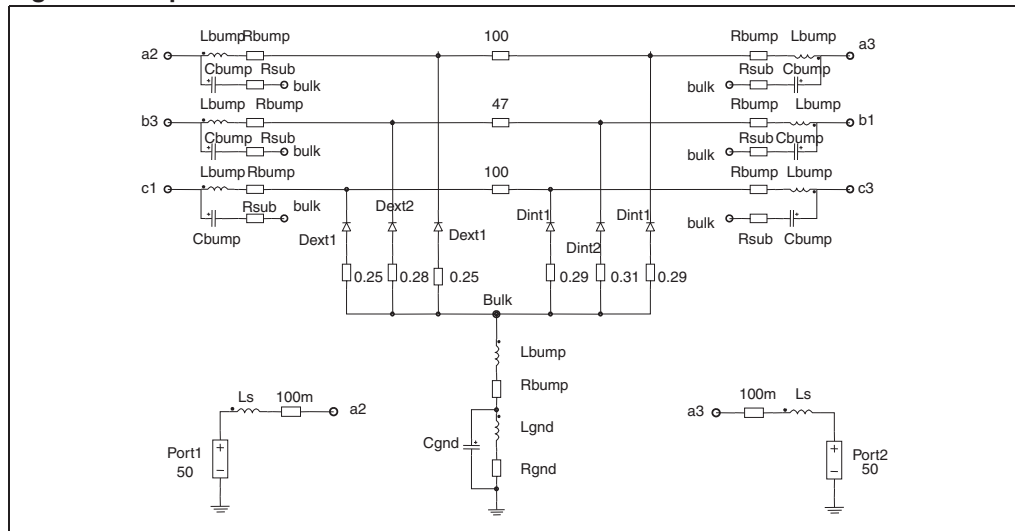 Lbump Rbump 100 Rbump Lbump
a2 a3
Cbump Rsub bulk bulk Rsub Cbump
Lbump Rbump 47 Rbump Lbump
b3 b1
Cbump Rsub bulk bulk Rsub Cbump
Lbump Rbump 100 Rbump Lbump
c1 c3
Rsub bulk bulk
Cbump Rsub Cbump
Dext1 Dext2 Dext1 Dint1 Dint2 Dint1
0.25 0.28 0.25 0.29 0.31 0.29
Bulk
Lbump
Rbump
Ls 100m a2 a3 100m Ls
Cgnd Lgnd
Rgnd
Port1 Port2
50 50